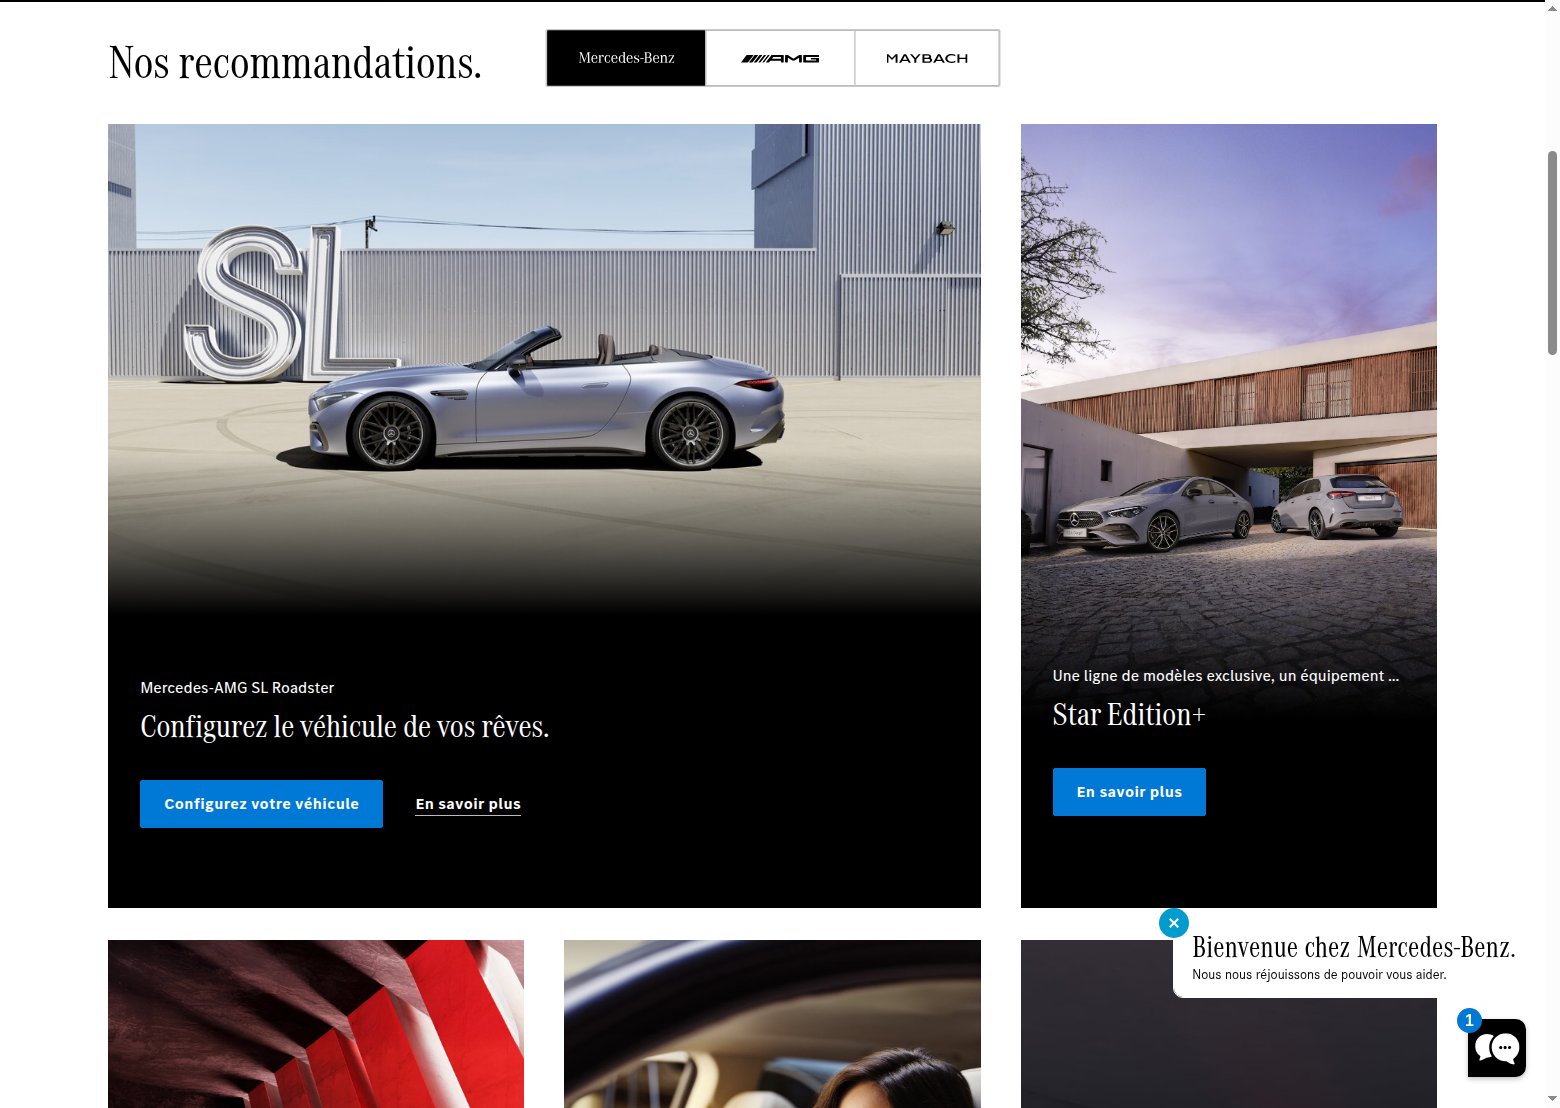 Nos recommandations.
Mercedes-Benz
AMG
MAYBACH
SL
Mercedes-AMG SL Roadster
Configurez le véhicule de vos rêves.
Configurez votre véhicule
En savoir plus
Une ligne de modèles exclusive, un équipement ...
Star Edition+
En savoir plus
Bienvenue chez Mercedes-Benz.
Nous nous réjouissons de pouvoir vous aider.
1